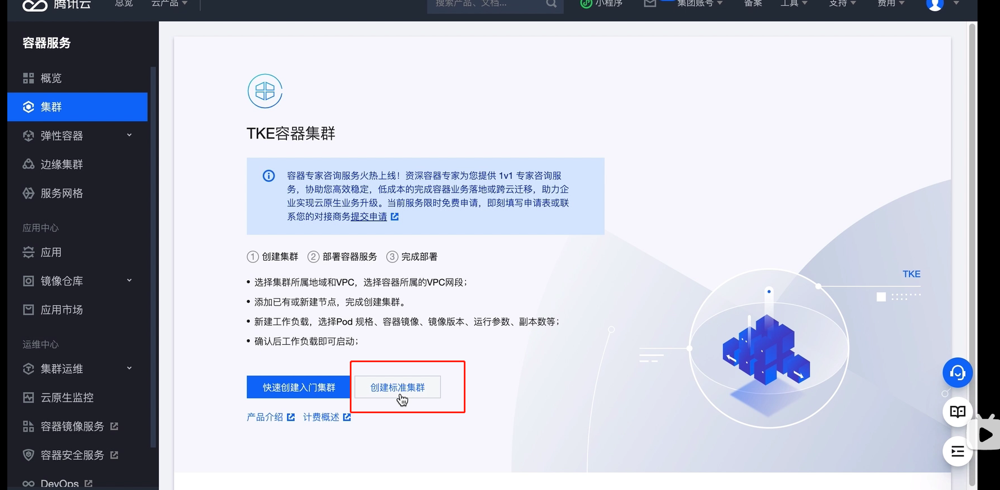 腾讯云
总览
云产品
搜索产品、文档...
小程序
集团账号
备案
工具
支持
费用
容器服务
概览
集群
弹性容器
边缘集群
服务网格
应用中心
应用
镜像仓库
应用市场
运维中心
集群运维
云原生监控
容器镜像服务
容器安全服务
DevOps
TKE容器集群
容器专家咨询服务火热上线！资深容器专家为您提供 1v1 专家咨询服
务，协助您高效稳定，低成本的完成容器业务落地或跨云迁移，助力企
业实现云原生业务升级。当前服务限时免费申请，即刻填写申请表或联
系您的对接商务提交申请
① 创建集群 ② 部署容器服务 ③ 完成部署
• 选择集群所属地域和VPC，选择容器所属的VPC网段；
• 添加已有或新建节点，完成创建集群。
• 新建工作负载，选择Pod 规格、容器镜像、镜像版本、运行参数、副本数等；
• 确认后工作负载即可启动；
快速创建入门集群
创建标准集群
产品介绍
计费概述
TKE